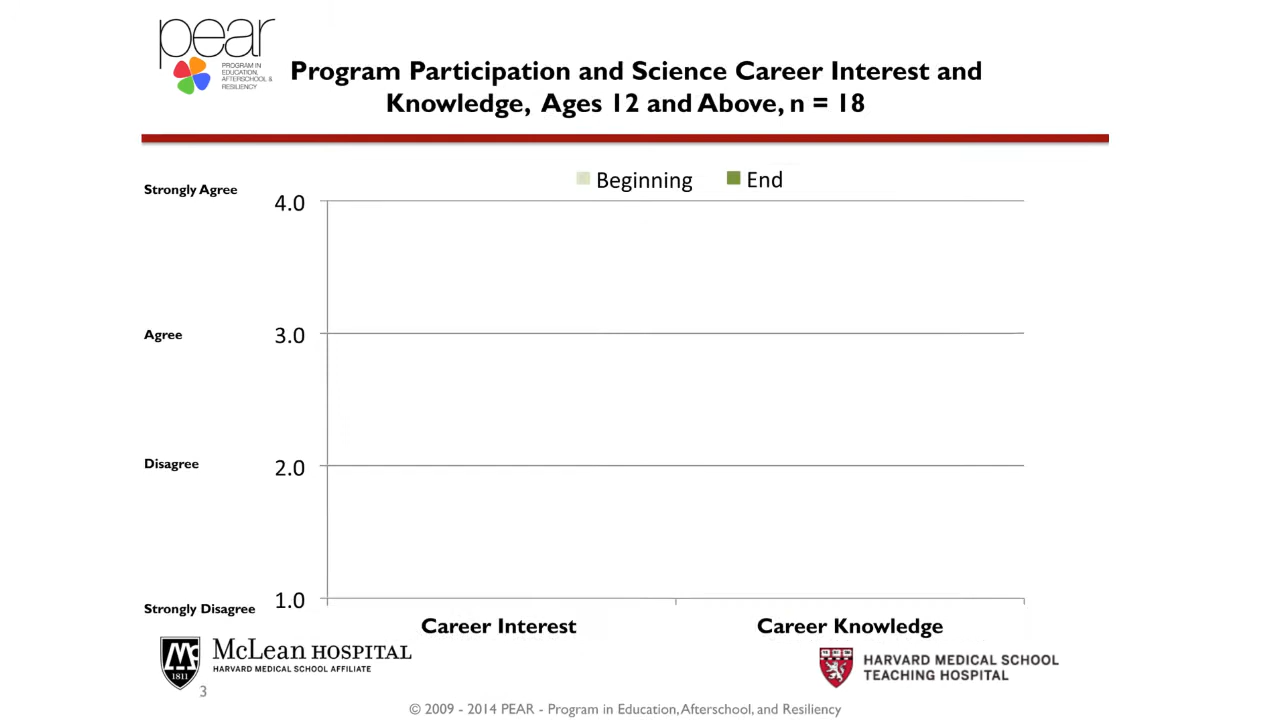 pear
PROGRAM IN
EDUCATION,
AFTERSCHOOL &
RESILIENCY
Program Participation and Science Career Interest and
Knowledge, Ages 12 and Above, n = 18
Beginning End
Strongly Agree 4.0
Agree 3.0
Disagree 2.0
Strongly Disagree 1.0
Career Interest Career Knowledge
McLEAN HOSPITAL
HARVARD MEDICAL SCHOOL AFFILIATE
1811
HARVARD MEDICAL SCHOOL
TEACHING HOSPITAL
3
© 2009 - 2014 PEAR - Program in Education, Afterschool, and Resiliency